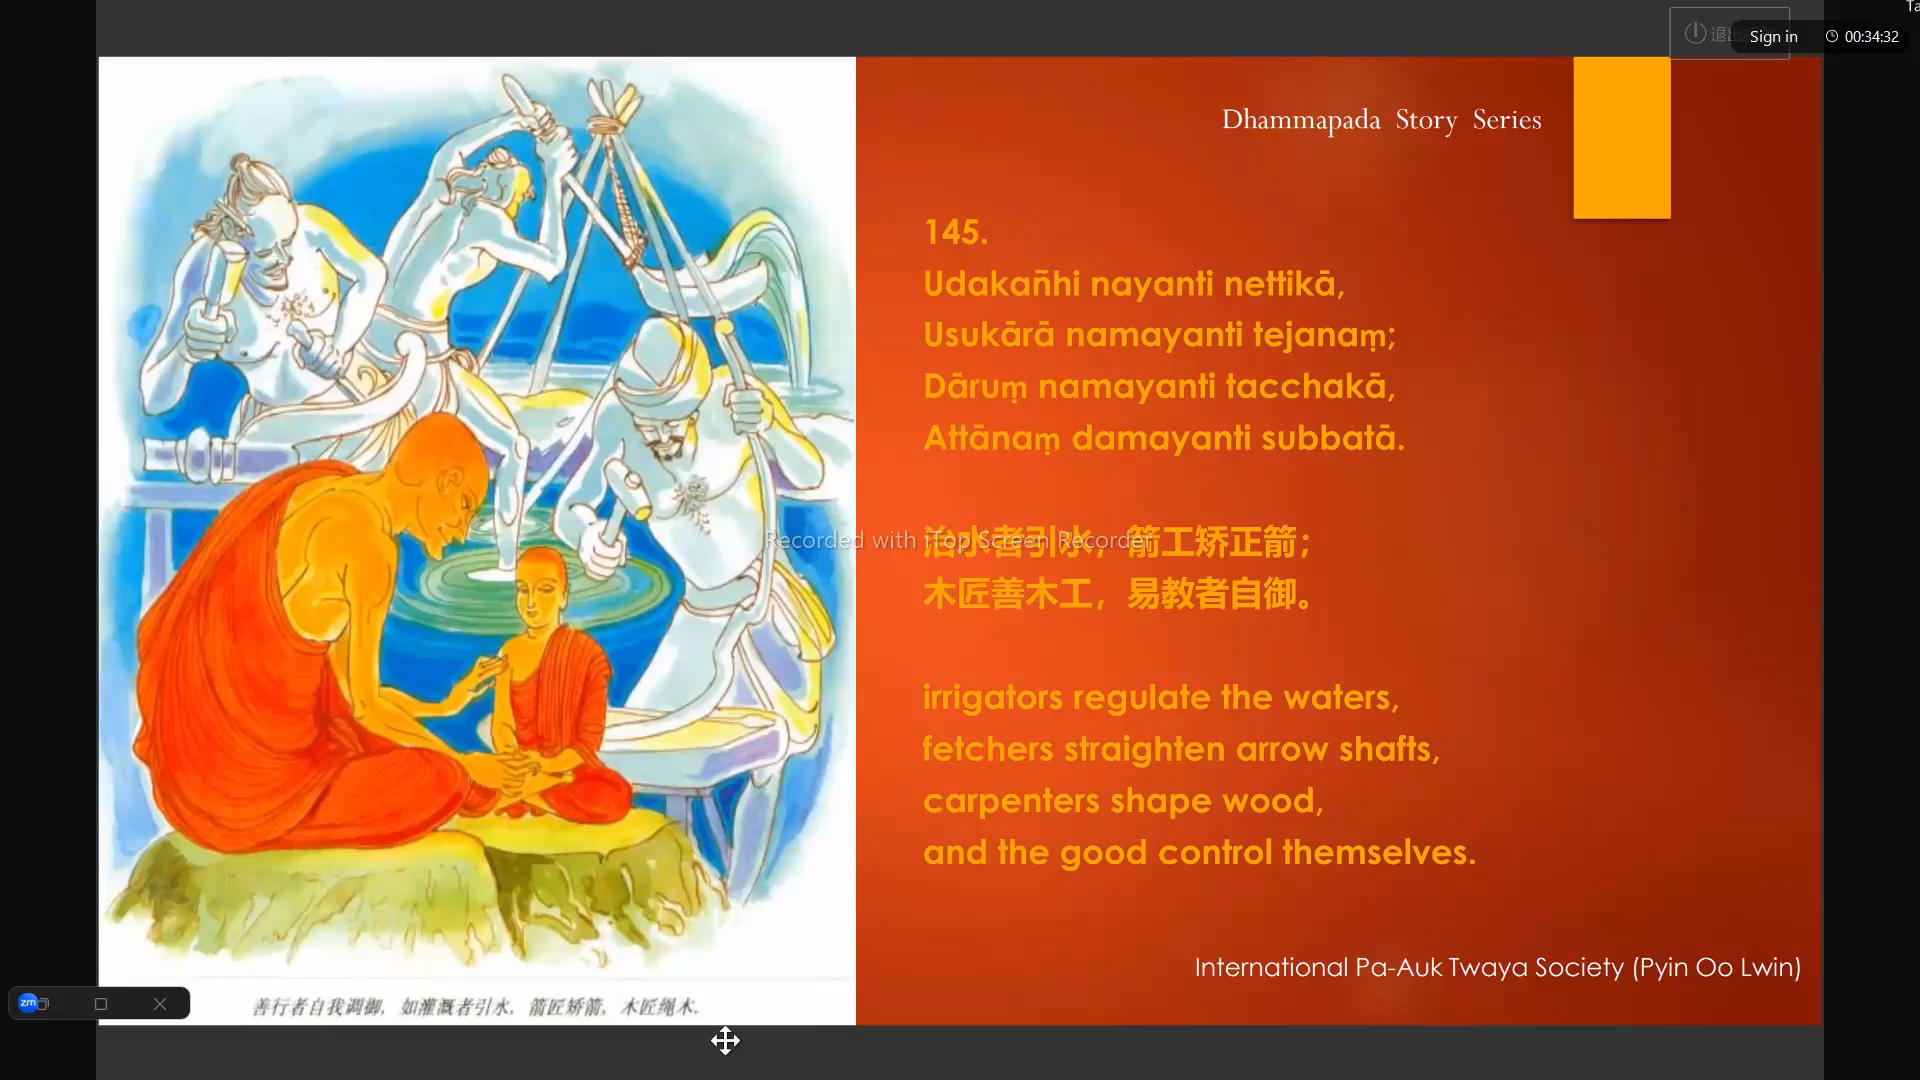 退出
Sign in
00:34:32
Dhammapada Story Series
145.
Udakañhi nayanti nettikā,
Usukārā namayanti tejanaṃ;
Dāruṃ namayanti tacchakā,
Attānaṃ damayanti subbatā.
治水者引水，箭工矫正箭；
Recorded with iTop Screen Recorder
木匠善木工，易教者自御。
irrigators regulate the waters,
fetchers straighten arrow shafts,
carpenters shape wood,
and the good control themselves.
International Pa-Auk Twaya Society (Pyin Oo Lwin)
zm
善行者自我调御，如灌溉者引水，箭匠矫箭，木匠绳木.